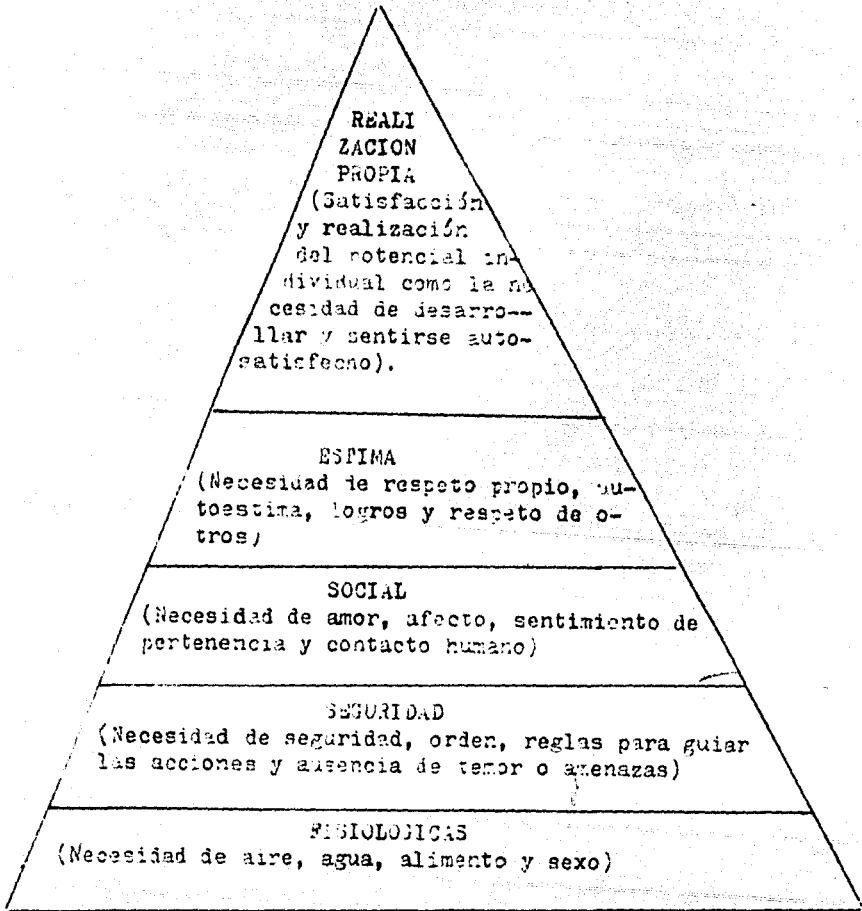 REALI
ZACION
PROPIA
(Satisfacción
y realización
del potencial in-
dividual como la ne
cesidad de desarro--
llar y sentirse auto-
satisfecho).
ESTIMA
(Necesidad de respeto propio, au-
toestima, logros y respeto de o-
tros)
SOCIAL
(Necesidad de amor, afecto, sentimiento de
pertenencia y contacto humano)
SEGURIDAD
(Necesidad de seguridad, orden, reglas para guiar
las acciones y ausencia de temor o amenazas)
FISIOLOGICAS
(Necesidad de aire, agua, alimento y sexo)